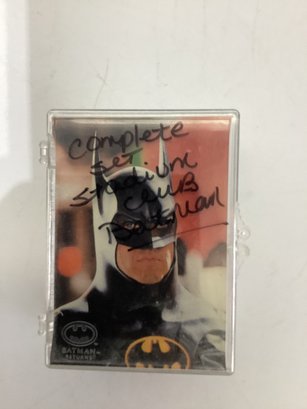 Complete
Set
Stadium
Club
Batman
BATMAN
RETURNS